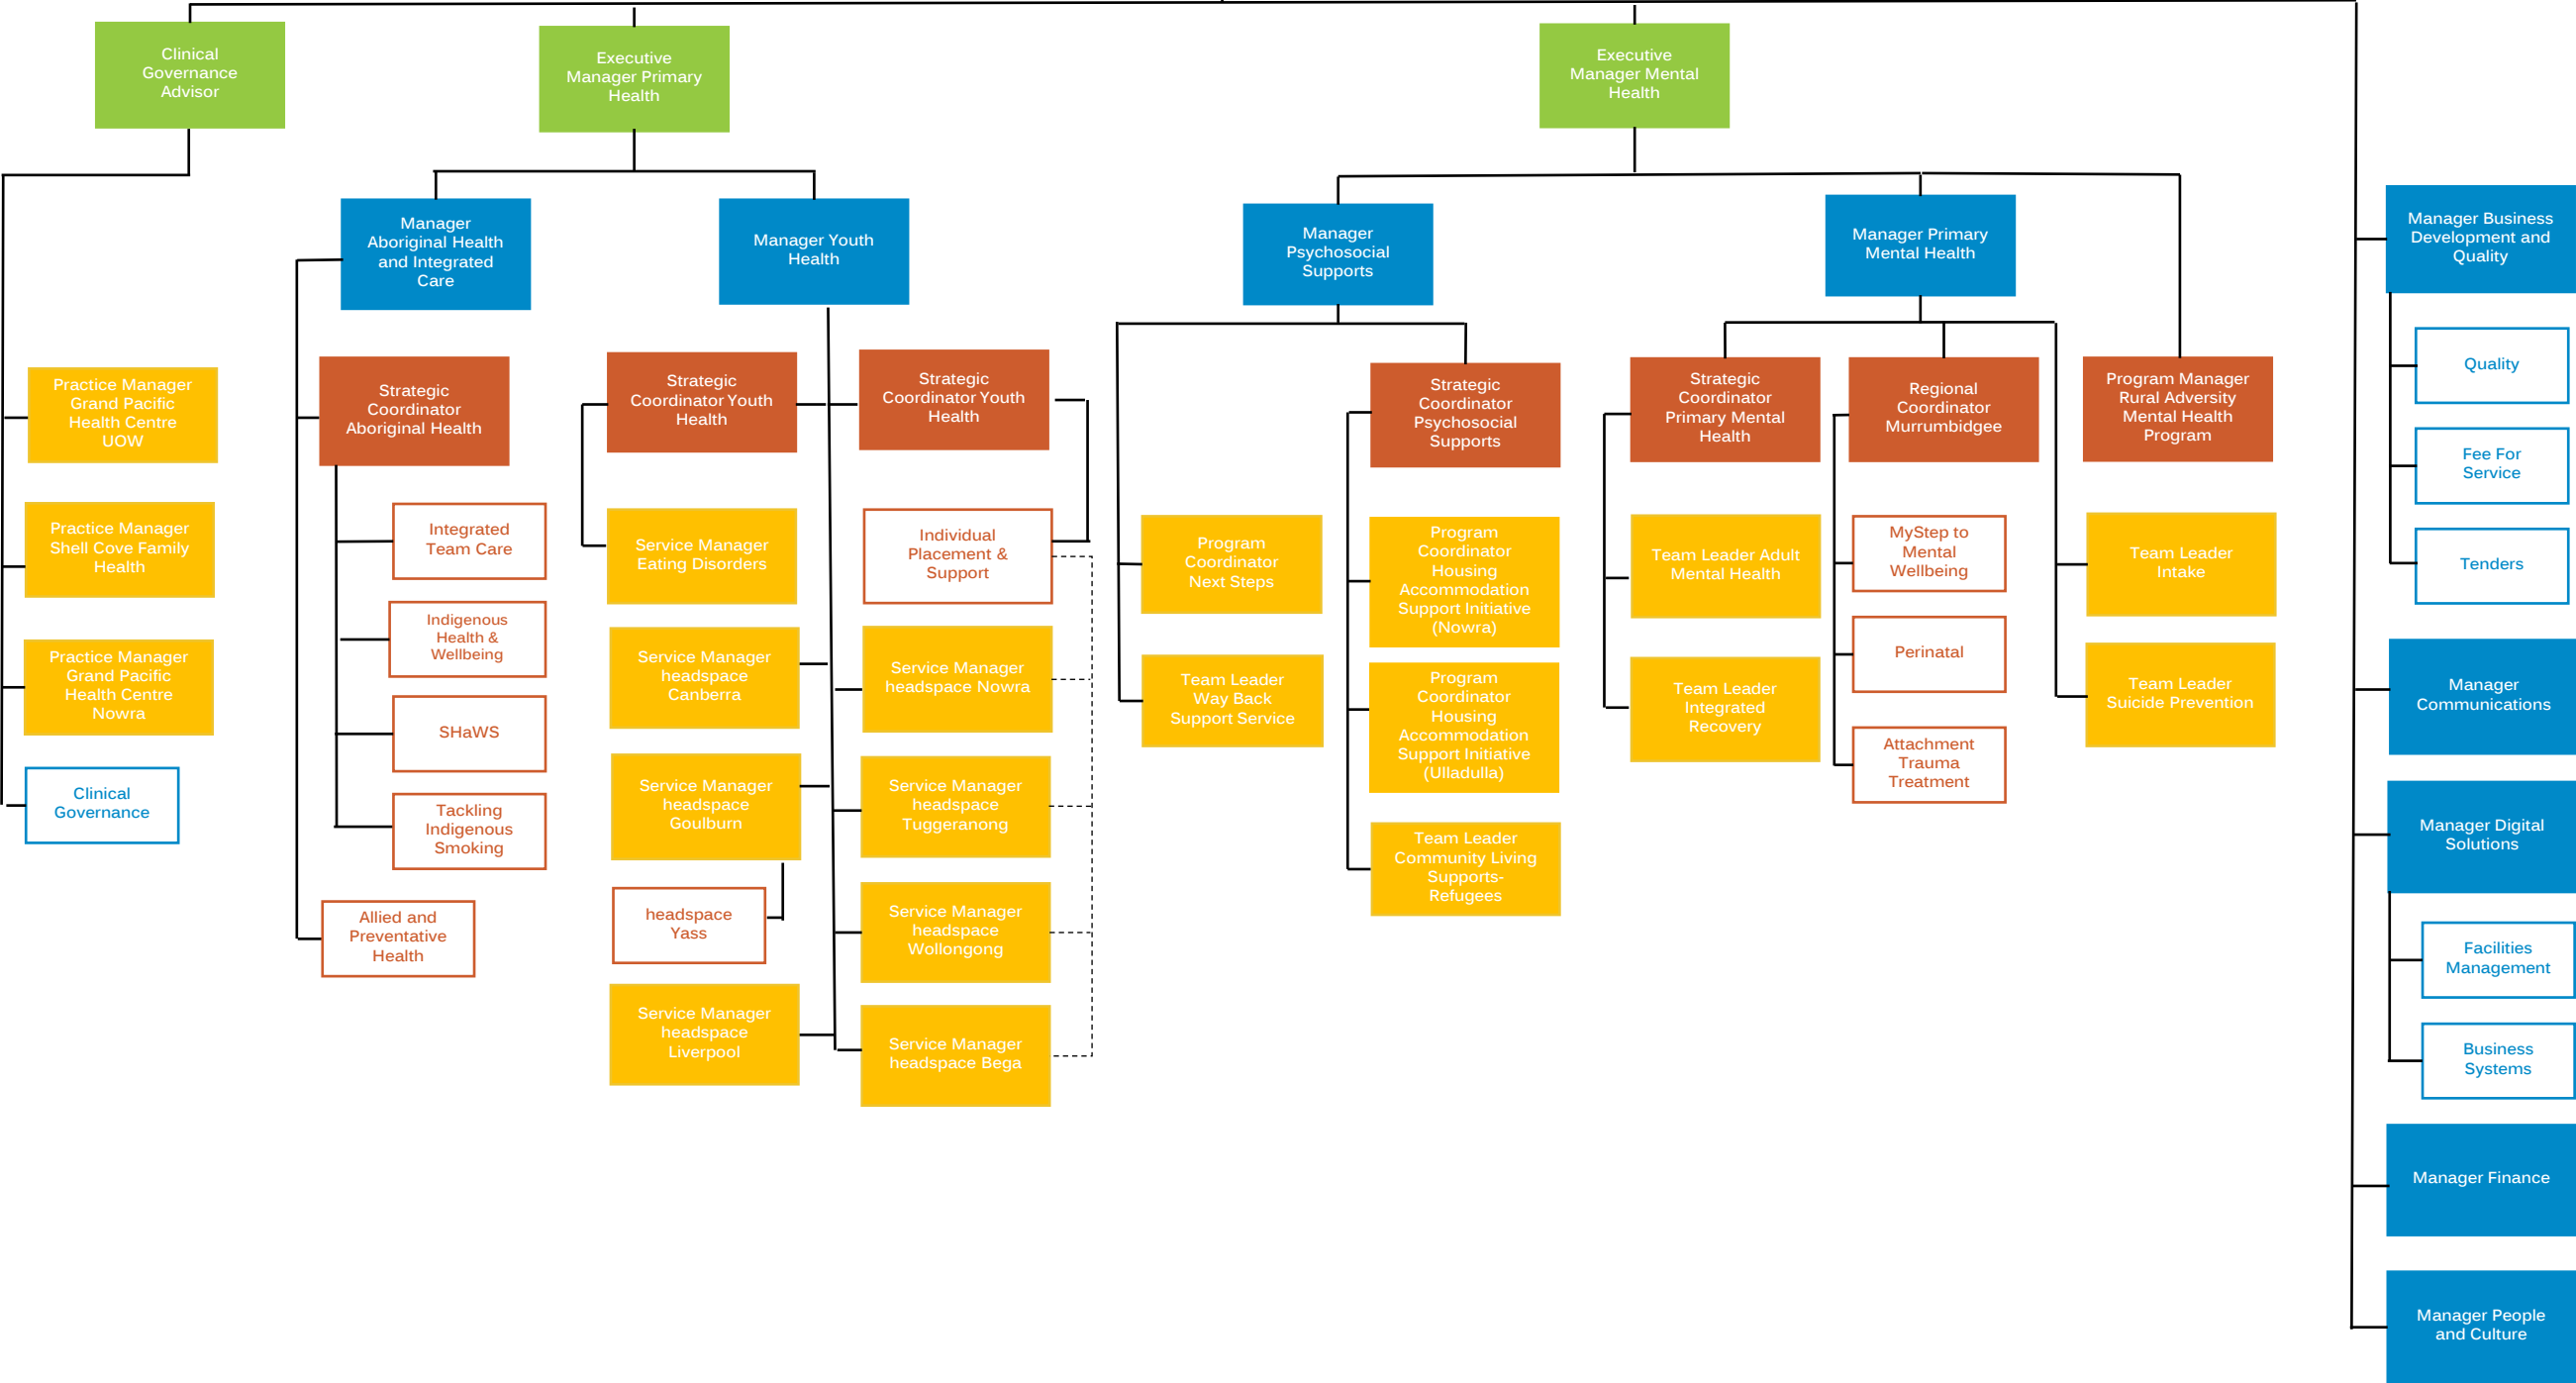 Clinical
Governance
Advisor
Executive
Manager Primary
Health
Executive
Manager Mental
Health
Manager
Aboriginal Health
and Integrated
Care
Manager Youth
Health
Manager
Psychosocial
Supports
Manager Primary
Mental Health
Manager Business
Development and
Quality
Practice Manager
Grand Pacific
Health Centre
UOW
Practice Manager
Shell Cove Family
Health
Practice Manager
Grand Pacific
Health Centre
Nowra
Clinical
Governance
Strategic
Coordinator
Aboriginal Health
Integrated
Team Care
Indigenous
Health &
Wellbeing
SHaWS
Tackling
Indigenous
Smoking
Allied and
Preventative
Health
Strategic
Coordinator Youth
Health
Service Manager
Eating Disorders
Service Manager
headspace
Canberra
Service Manager
headspace
Goulburn
headspace
Yass
Service Manager
headspace
Liverpool
Strategic
Coordinator Youth
Health
Individual
Placement &
Support
Service Manager
headspace Nowra
Service Manager
headspace
Tuggeranong
Service Manager
headspace
Wollongong
Service Manager
headspace Bega
Program
Coordinator
Next Steps
Team Leader
Way Back
Support Service
Strategic
Coordinator
Psychosocial
Supports
Program
Coordinator
Housing
Accommodation
Support Initiative
(Nowra)
Program
Coordinator
Housing
Accommodation
Support Initiative
(Ulladulla)
Team Leader
Community Living
Supports-
Refugees
Strategic
Coordinator
Primary Mental
Health
Team Leader Adult
Mental Health
Team Leader
Integrated
Recovery
Regional
Coordinator
Murrumbidgee
MyStep to
Mental
Wellbeing
Perinatal
Attachment
Trauma
Treatment
Program Manager
Rural Adversity
Mental Health
Program
Team Leader
Intake
Team Leader
Suicide Prevention
Quality
Fee For
Service
Tenders
Manager
Communications
Manager Digital
Solutions
Facilities
Management
Business
Systems
Manager Finance
Manager People
and Culture